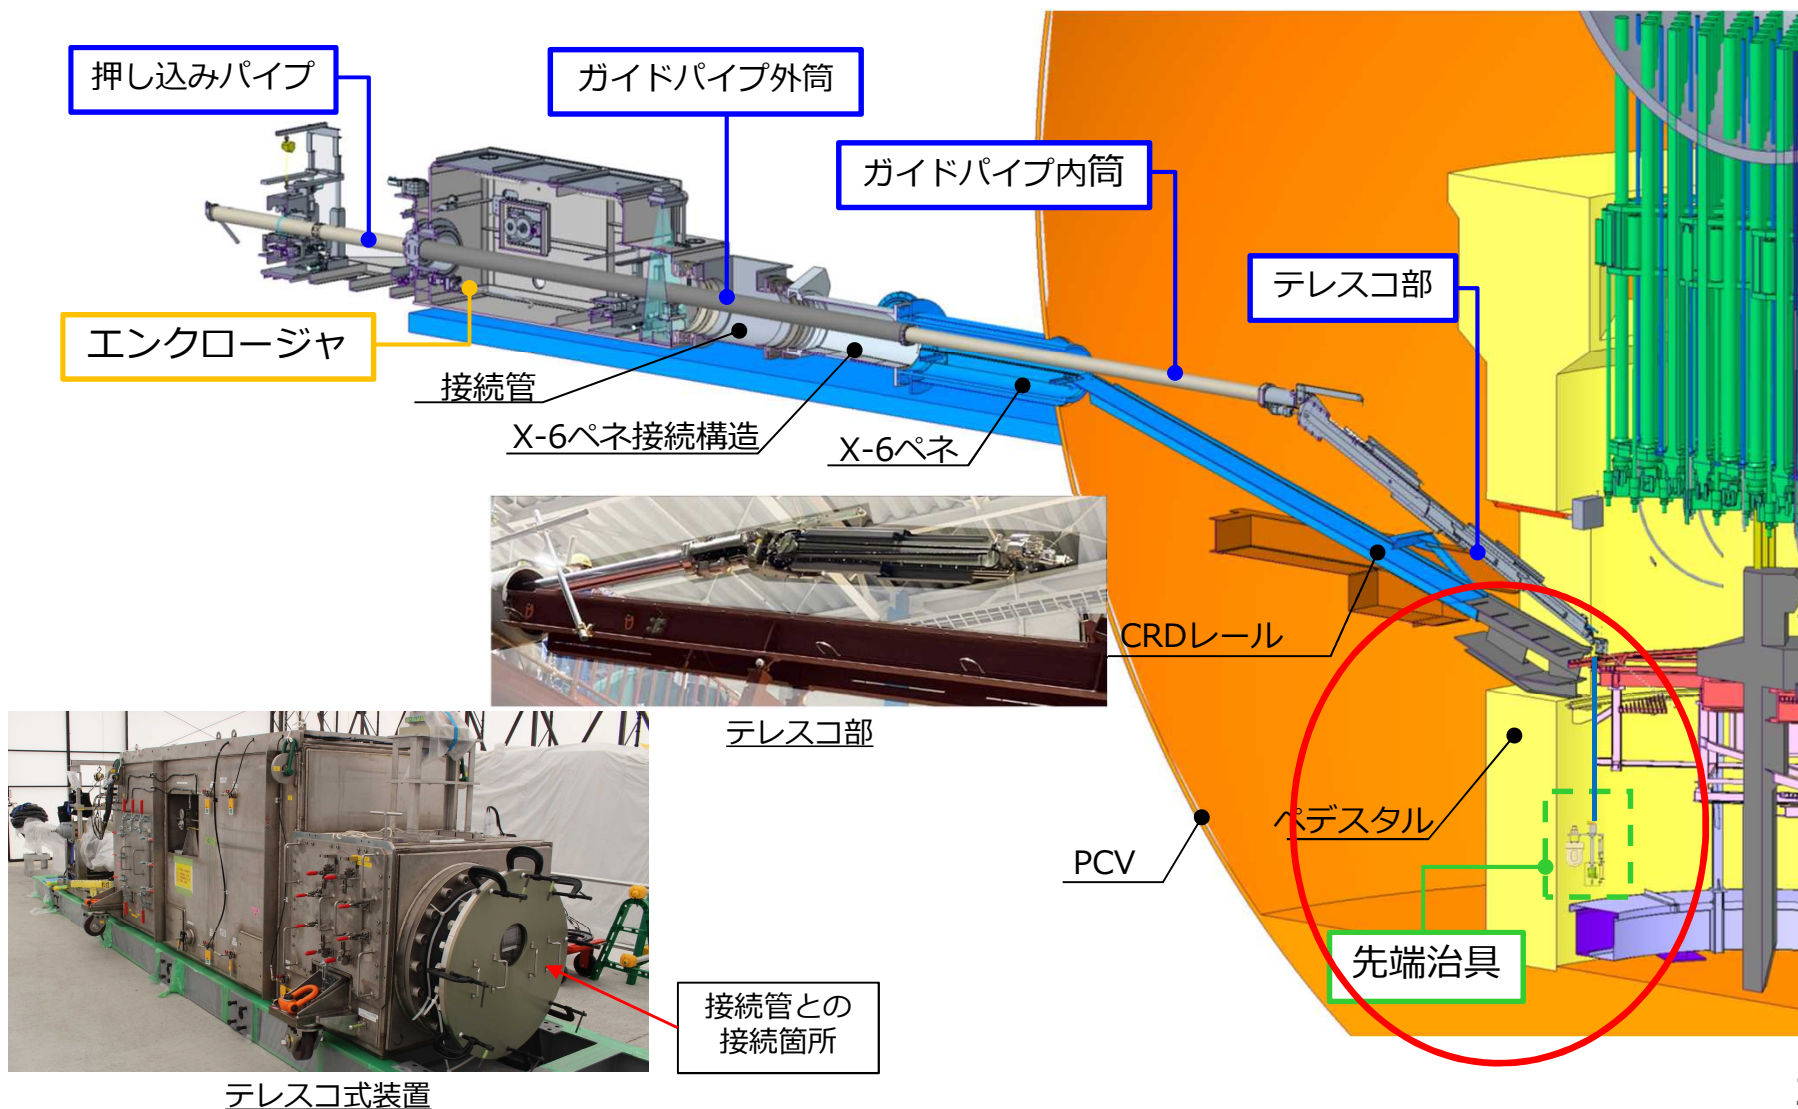 押し込みパイプ
ガイドパイプ外筒
ガイドパイプ内筒
テレスコ部
エンクロージャ
接続管
X-6ペネ接続構造
X-6ペネ
CRDレール
テレスコ部
ペデスタル
PCV
先端治具
接続管との
接続箇所
テレスコ式装置